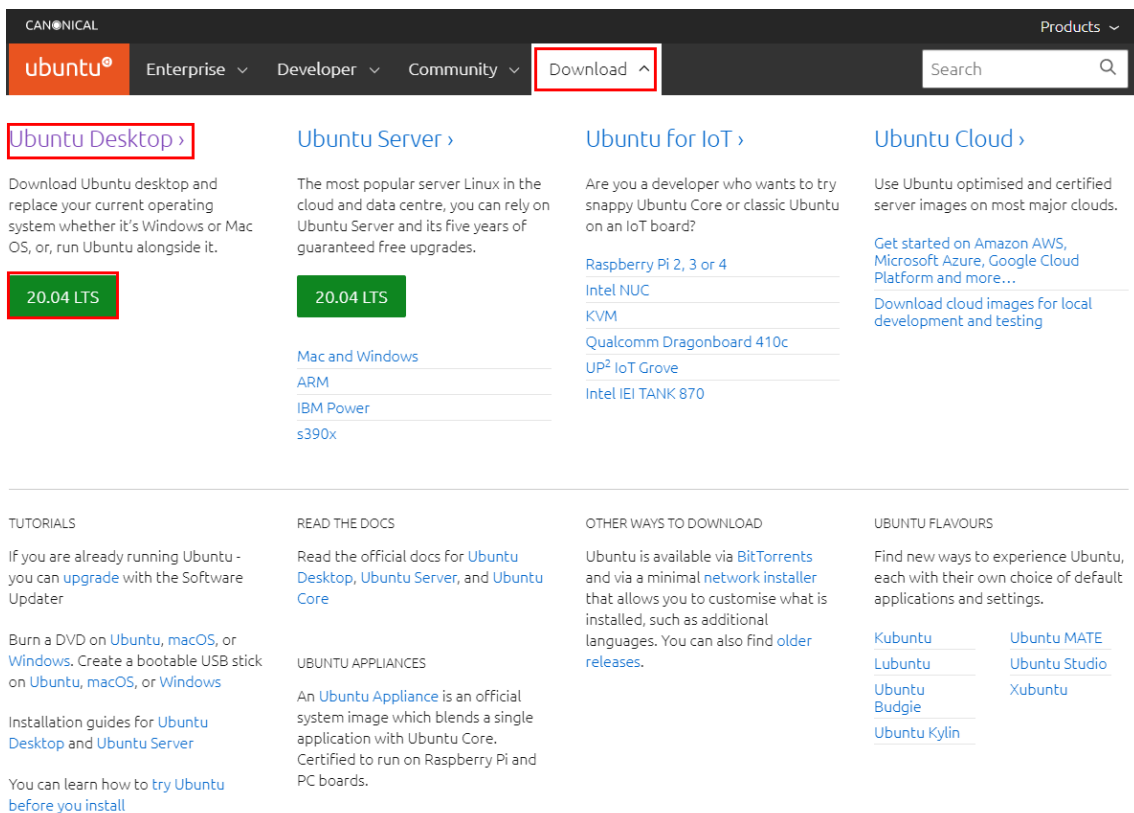 CANONICAL
Products
ubuntu
Enterprise
Developer
Community
Download
Search
Ubuntu Desktop ›
Download Ubuntu desktop and
replace your current operating
system whether it's Windows or Mac
OS, or, run Ubuntu alongside it.
20.04 LTS
Ubuntu Server ›
The most popular server Linux in the
cloud and data centre, you can rely on
Ubuntu Server and its five years of
guaranteed free upgrades.
20.04 LTS
Mac and Windows
ARM
IBM Power
s390x
Ubuntu for IoT ›
Are you a developer who wants to try
snappy Ubuntu Core or classic Ubuntu
on an IoT board?
Raspberry Pi 2, 3 or 4
Intel NUC
KVM
Qualcomm Dragonboard 410c
UP² IoT Grove
Intel IEI TANK 870
Ubuntu Cloud ›
Use Ubuntu optimised and certified
server images on most major clouds.
Get started on Amazon AWS,
Microsoft Azure, Google Cloud
Platform and more…
Download cloud images for local
development and testing
TUTORIALS
If you are already running Ubuntu -
you can upgrade with the Software
Updater
Burn a DVD on Ubuntu, macOS, or
Windows. Create a bootable USB stick
on Ubuntu, macOS, or Windows
Installation guides for Ubuntu
Desktop and Ubuntu Server
You can learn how to try Ubuntu
before you install
READ THE DOCS
Read the official docs for Ubuntu
Desktop, Ubuntu Server, and Ubuntu
Core
UBUNTU APPLIANCES
An Ubuntu Appliance is an official
system image which blends a single
application with Ubuntu Core.
Certified to run on Raspberry Pi and
PC boards.
OTHER WAYS TO DOWNLOAD
Ubuntu is available via BitTorrents
and via a minimal network installer
that allows you to customise what is
installed, such as additional
languages. You can also find older
releases.
UBUNTU FLAVOURS
Find new ways to experience Ubuntu,
each with their own choice of default
applications and settings.
Kubuntu
Lubuntu
Ubuntu
Budgie
Ubuntu Kylin
Ubuntu MATE
Ubuntu Studio
Xubuntu